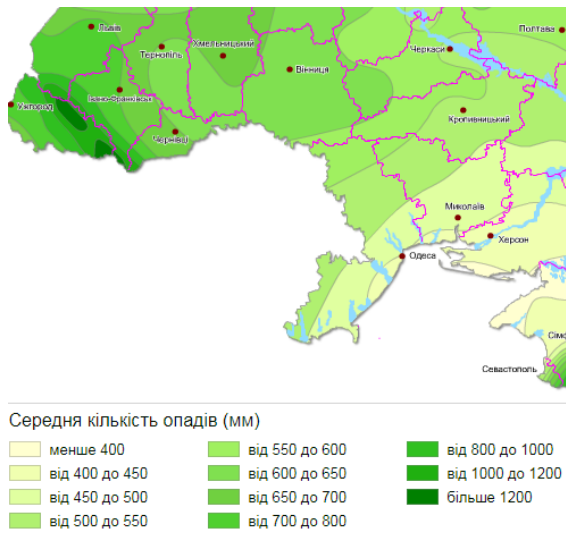 Львів
Полтава
Хмельницький
Тернопіль
Черкаси
Вінниця
Івано-Франківськ
Ужгород
Кропивницький
Чернівці
Миколаїв
Херсон
Одеса
Сімф
Севастополь
Середня кількість опадів (мм)
менше 400
від 400 до 450
від 450 до 500
від 500 до 550
від 550 до 600
від 600 до 650
від 650 до 700
від 700 до 800
від 800 до 1000
від 1000 до 1200
більше 1200